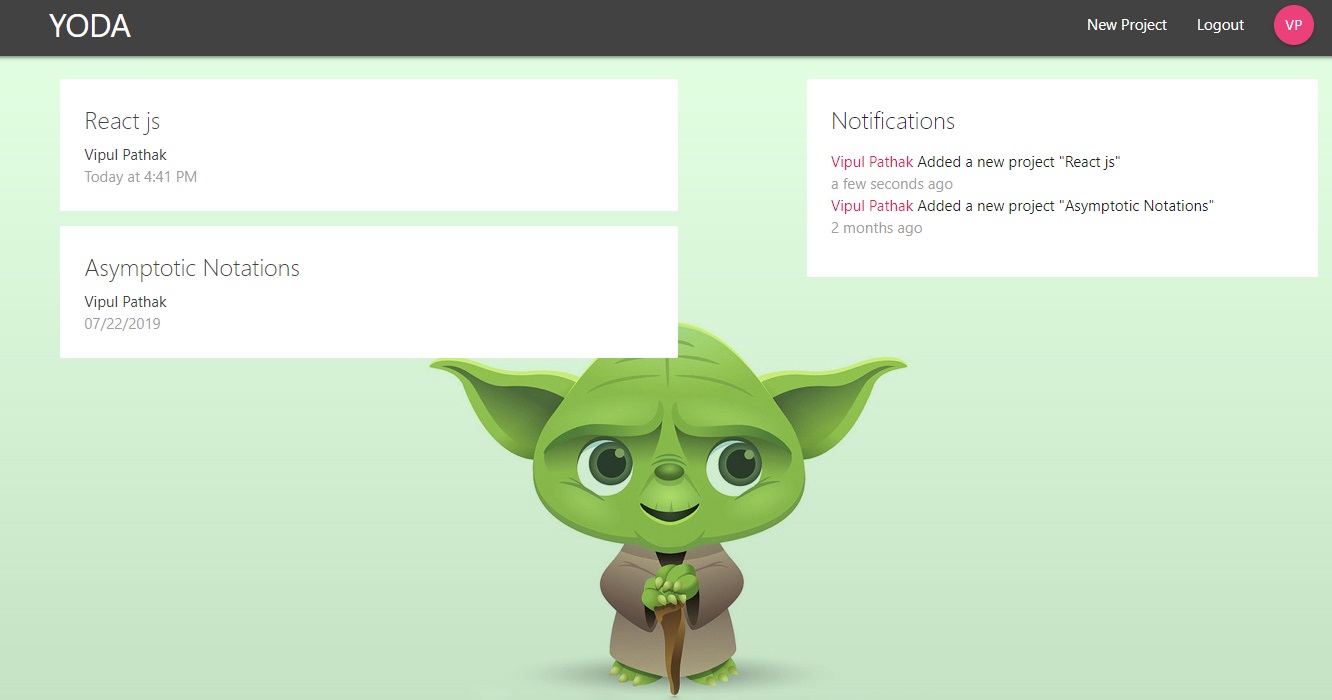 YODA
New Project
Logout
VP
React js
Vipul Pathak
Today at 4:41 PM
Asymptotic Notations
Vipul Pathak
07/22/2019
Notifications
Vipul Pathak Added a new project "React js"
a few seconds ago
Vipul Pathak Added a new project "Asymptotic Notations"
2 months ago